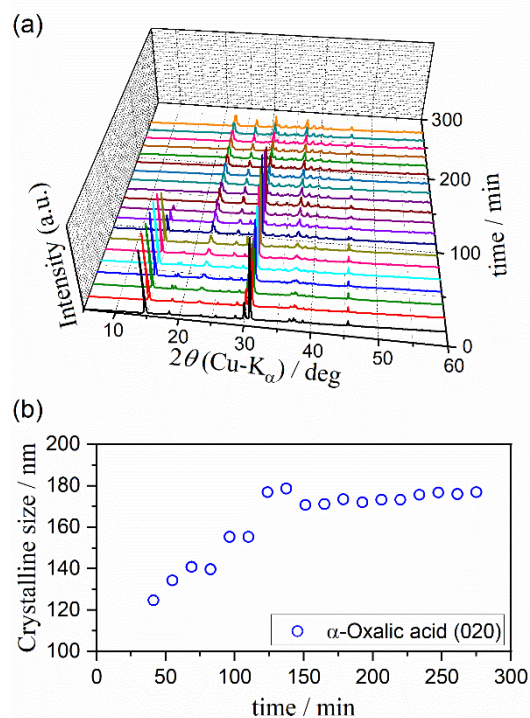 (a)
Intensity (a.u.)
10
20
30
40
50
60
2θ (Cu-Kα) / deg
0
100
200
300
time / min
(b)
200
180
160
140
120
100
Crystalline size / nm
α-Oxalic acid (020)
0
50
100
150
200
250
300
time / min